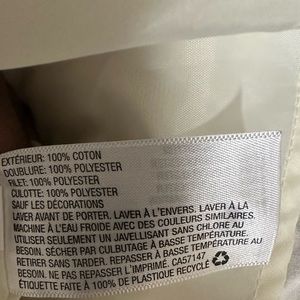 EXTÉRIEUR: 100% COTON
DOUBLURE: 100% POLYESTER
FILET: 100% POLYESTER
CULOTTE: 100% POLYESTER
SAUF LES DÉCORATIONS
LAVER AVANT DE PORTER. LAVER À L'ENVERS. LAVER À LA
MACHINE À L'EAU FROIDE AVEC DES COULEURS SIMILAIRES.
UTILISER SEULEMENT UN JAVELLISANT SANS CHLORE AU
BESOIN. SÉCHER PAR CULBUTAGE À BASSE TEMPÉRATURE.
RETIRER SANS TARDER. REPASSER À BASSE TEMPÉRATURE AU
BESOIN. NE PAS REPASSER L'IMPRIMÉ. CA57147
ÉTIQUETTE FAITE À 100% DE PLASTIQUE RECYCLÉ